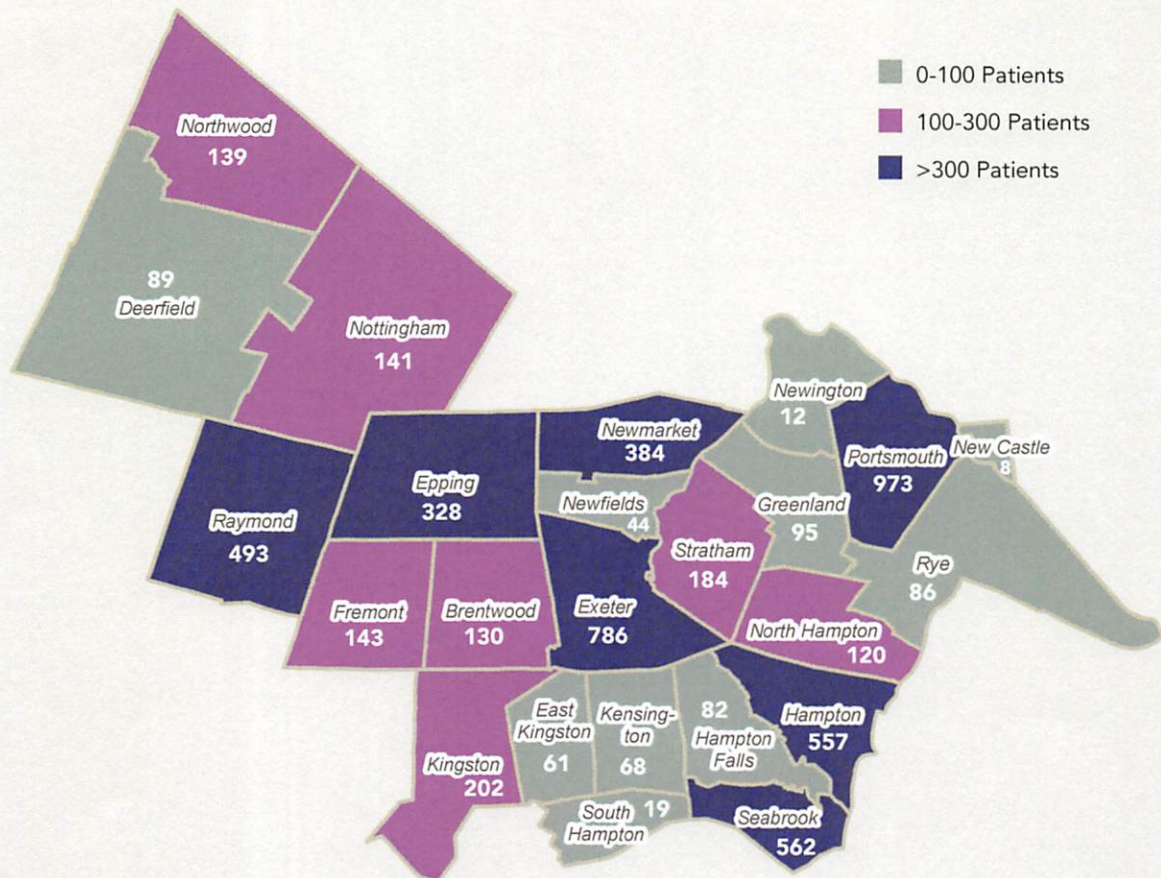 0-100 Patients
100-300 Patients
>300 Patients
Northwood
139
89
Deerfield
Nottingham
141
Newington
12
Newmarket
384
Portsmouth
973
New Castle
8
Epping
328
Newfields
44
Greenland
95
Raymond
493
Stratham
184
Rye
86
Fremont
143
Brentwood
130
Exeter
786
North Hampton
120
East
Kingston
61
Kensing-
ton
68
82
Hampton
Falls
Hampton
557
Kingston
202
South
Hampton
19
Seabrook
562